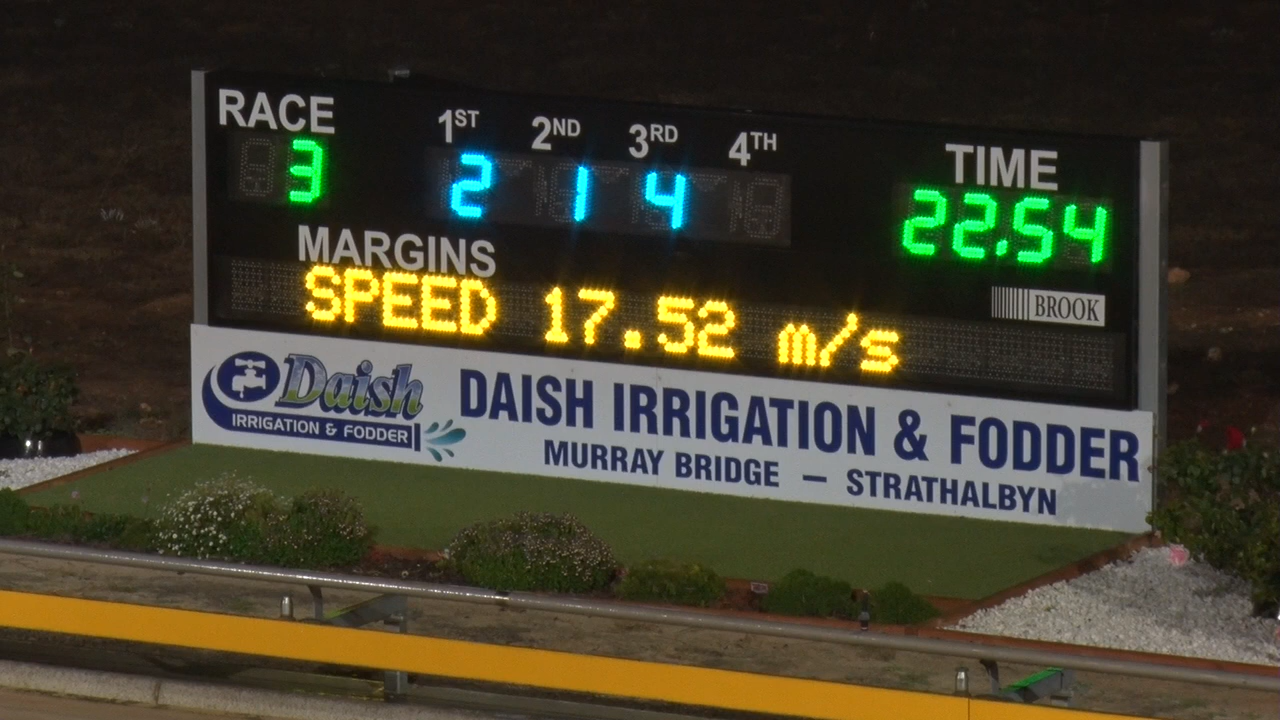 RACE 1ST 2ND 3RD 4TH TIME
3 2 1 4 22.54
MARGINS
SPEED 17.52 m/s
BROOK
Daish
IRRIGATION & FODDER
DAISH IRRIGATION & FODDER
MURRAY BRIDGE – STRATHALBYN